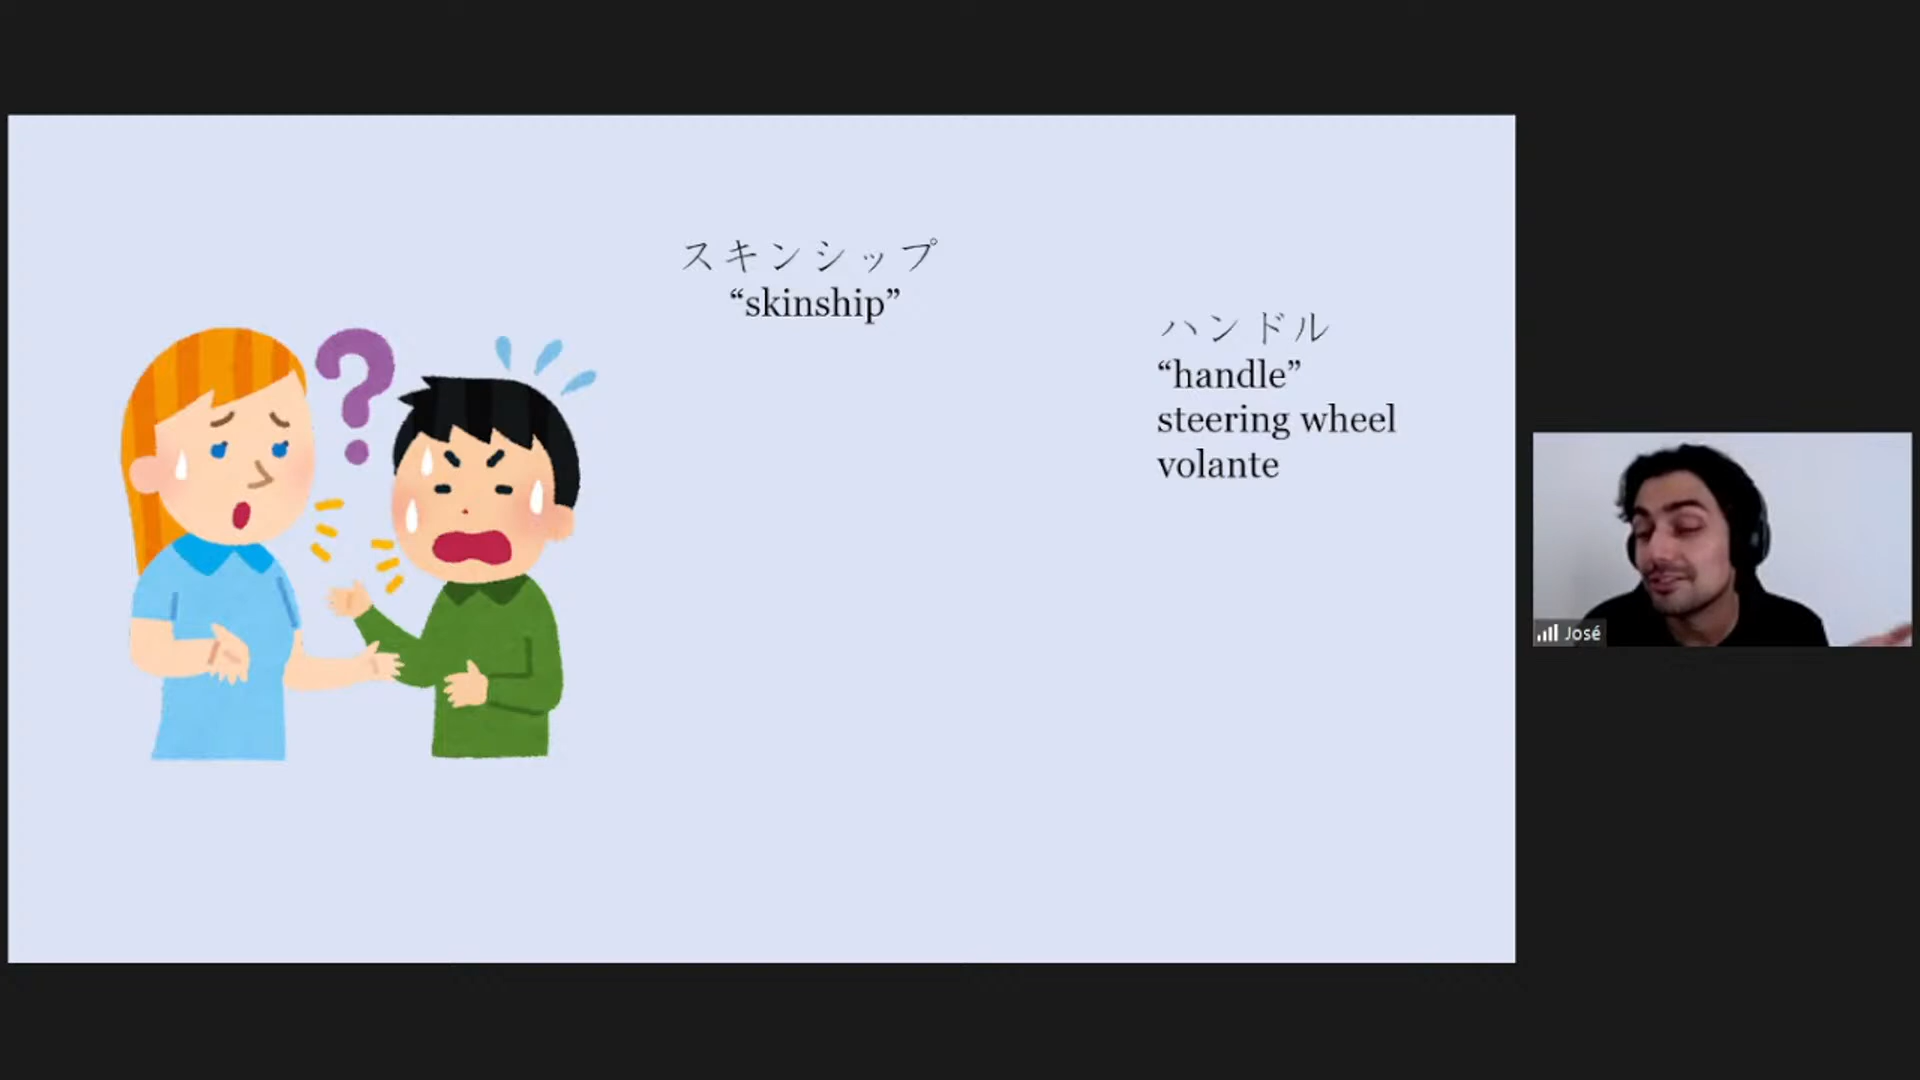 スキンシップ
“skinship”
ハンドル
“handle”
steering wheel
volante
José